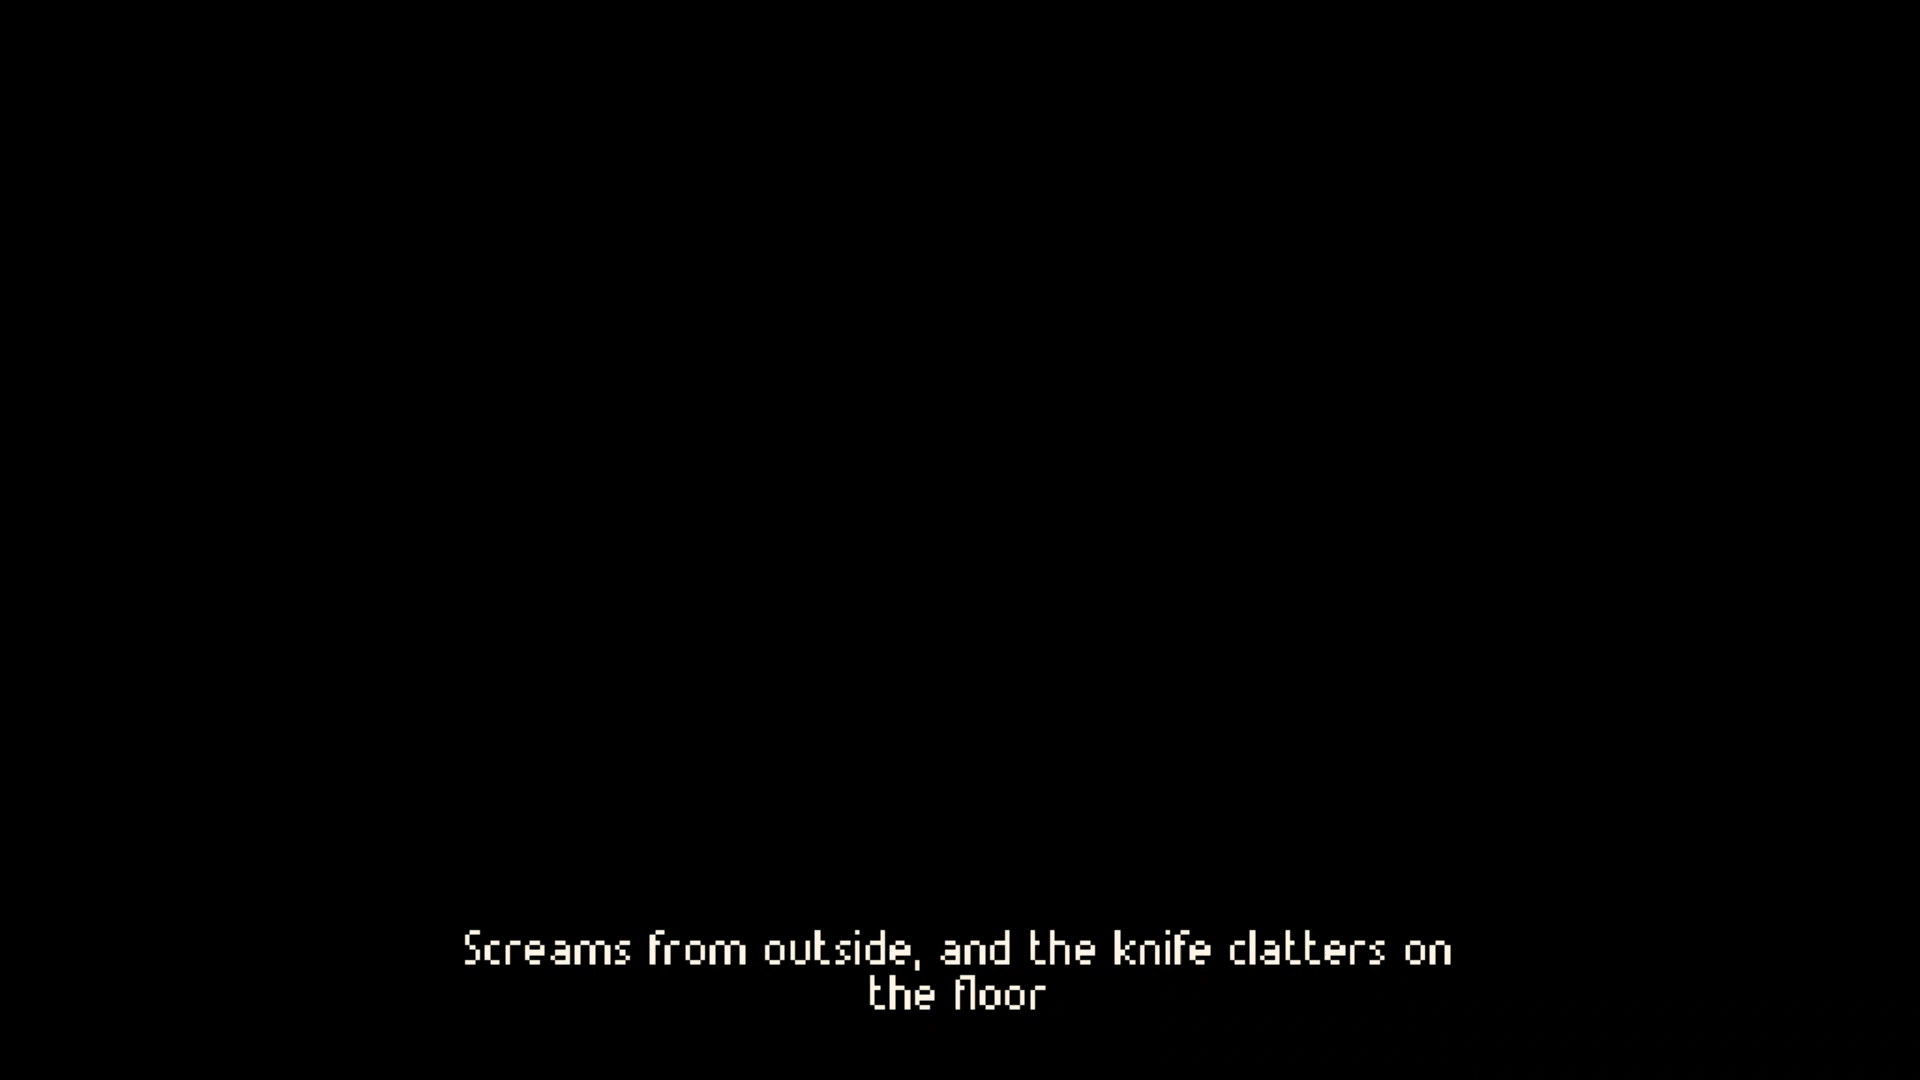 Screams from outside, and the knife clatters on
the floor